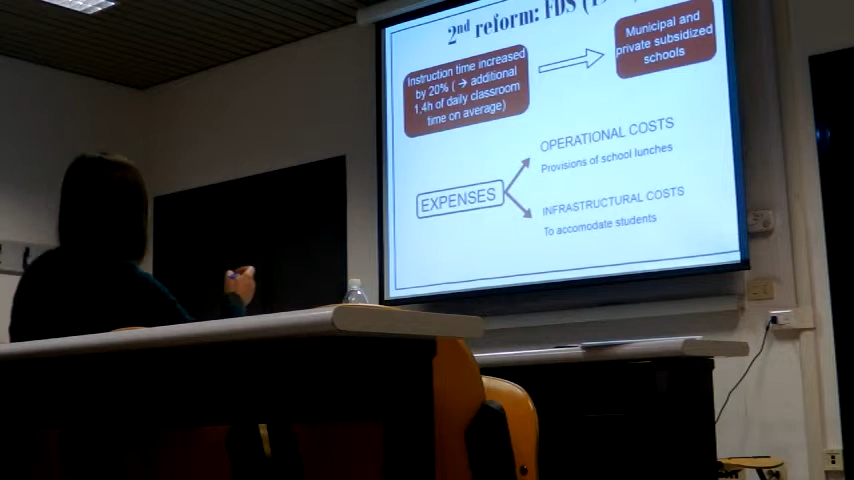 2nd reform: FDS
Instruction time increased
by 20% ( → additional
1,4h of daily classroom
time on average)
Municipal and
private subsidized
schools
EXPENSES
OPERATIONAL COSTS
Provisions of school lunches
INFRASTRUCTURAL COSTS
To accomodate students